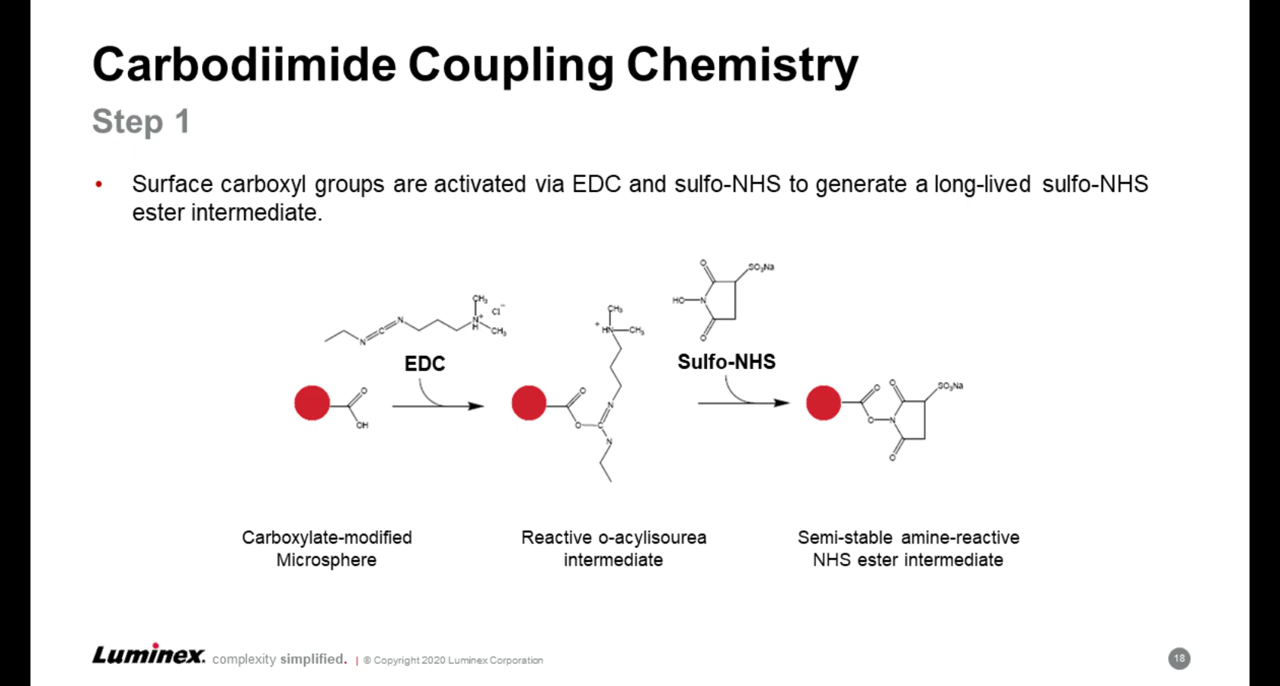 Carbodiimide Coupling Chemistry
Step 1
• Surface carboxyl groups are activated via EDC and sulfo-NHS to generate a long-lived sulfo-NHS
ester intermediate.
O
SO₃Na
HO
N
O
CH₃
Cl⁻
N⁺
H
CH₃
N
C
N
EDC
CH₃
⁺
HN
CH₃
Sulfo-NHS
O
OH
O
O
C
N
N
O
O
O
N
SO₃Na
O
Carboxylate-modified
Microsphere
Reactive o-acylisourea
intermediate
Semi-stable amine-reactive
NHS ester intermediate
Luminex. complexity simplified. | © Copyright 2020 Luminex Corporation
18